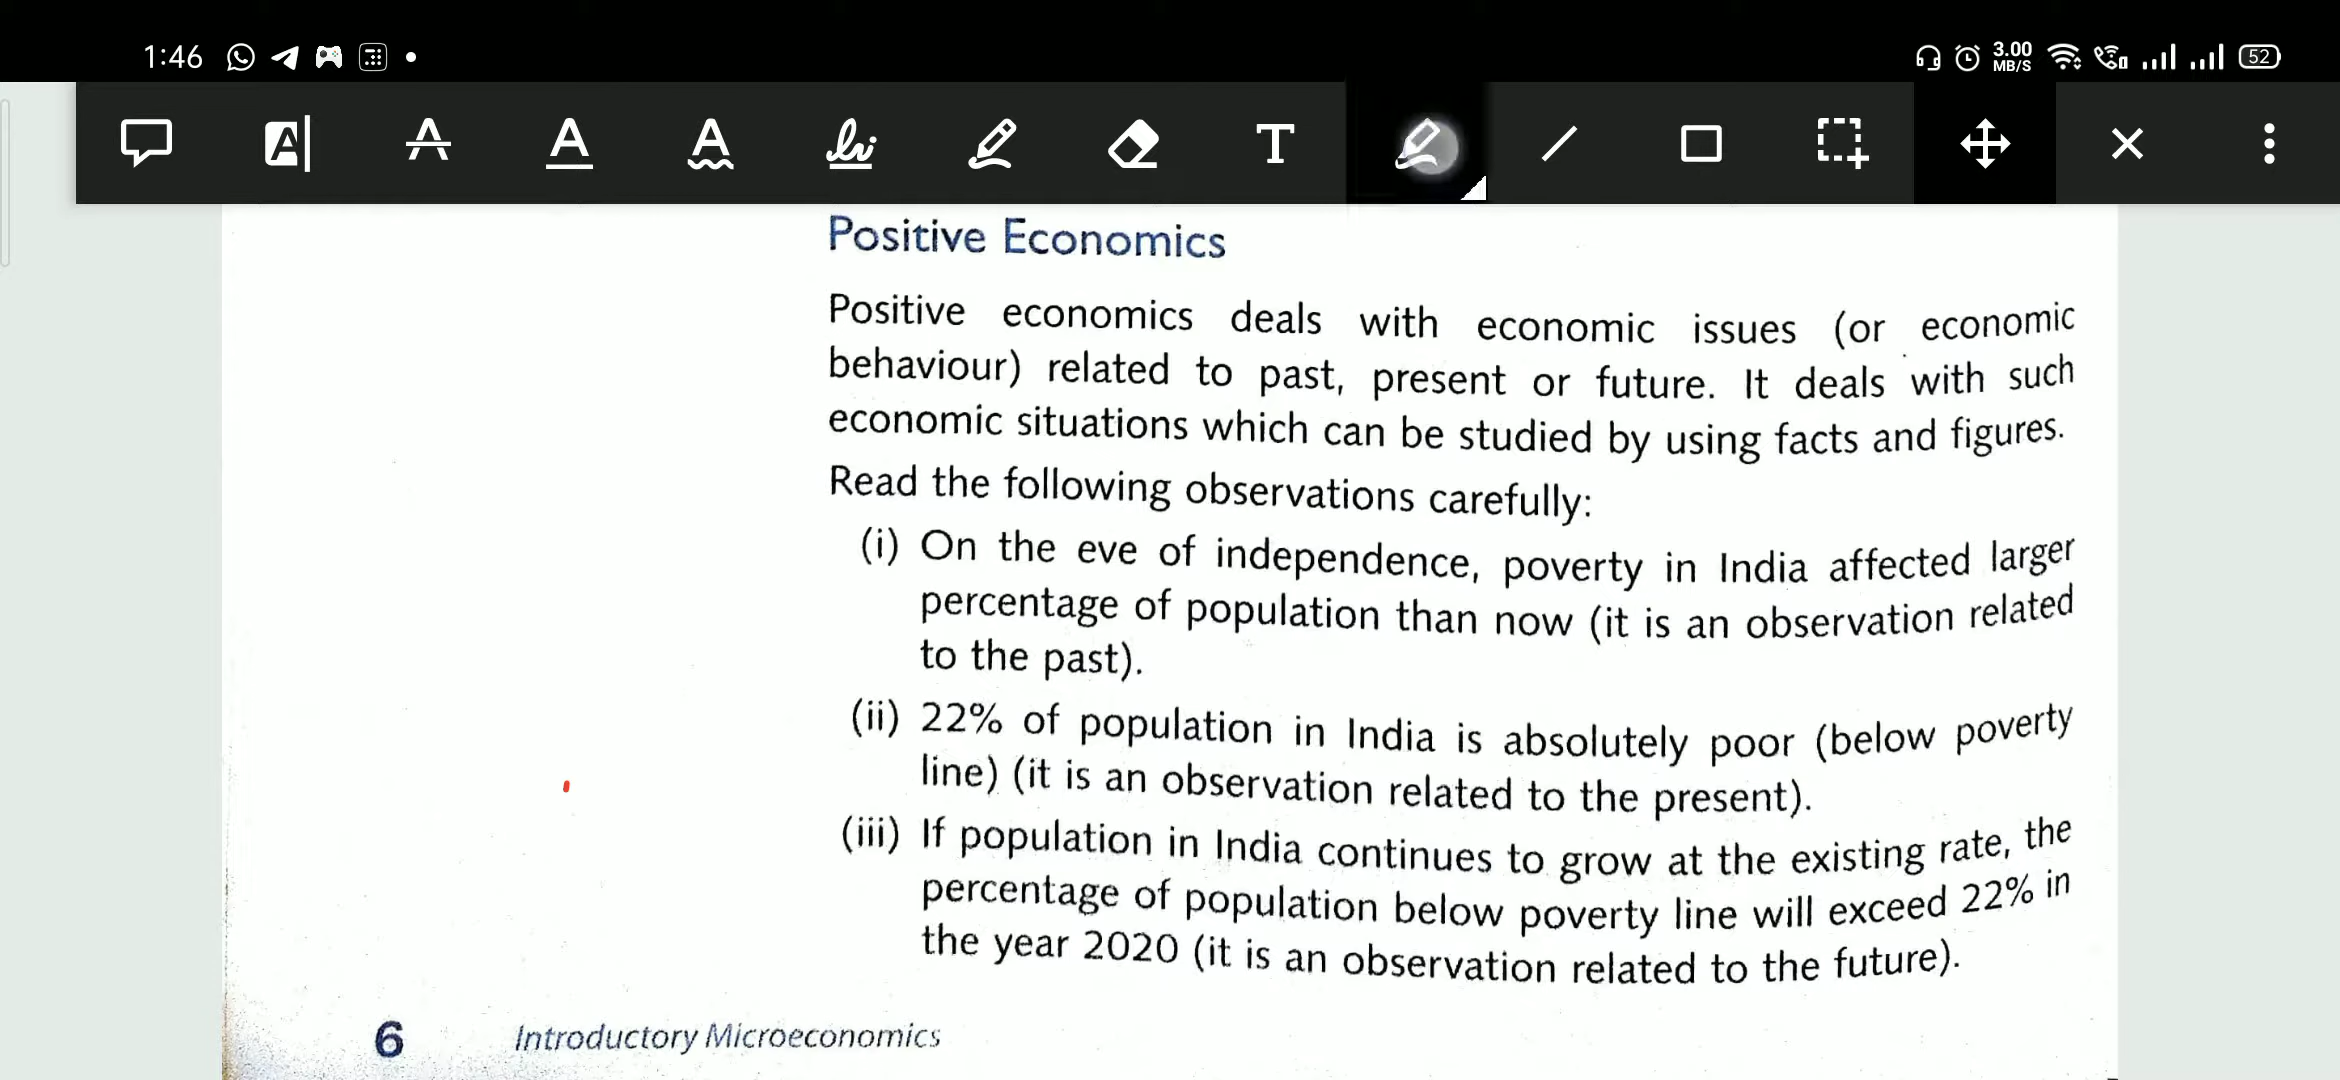 1:46
3.00
MB/S
52
A
A
A
A
T
Positive Economics
Positive economics deals with economic issues (or economic
behaviour) related to past, present or future. It deals with such
economic situations which can be studied by using facts and figures.
Read the following observations carefully:
(i) On the eve of independence, poverty in India affected larger
percentage of population than now (it is an observation related
to the past).
(ii) 22% of population in India is absolutely poor (below poverty
line) (it is an observation related to the present).
(iii) If population in India continues to grow at the existing rate, the
percentage of population below poverty line will exceed 22% in
the year 2020 (it is an observation related to the future).
6 Introductory Microeconomics